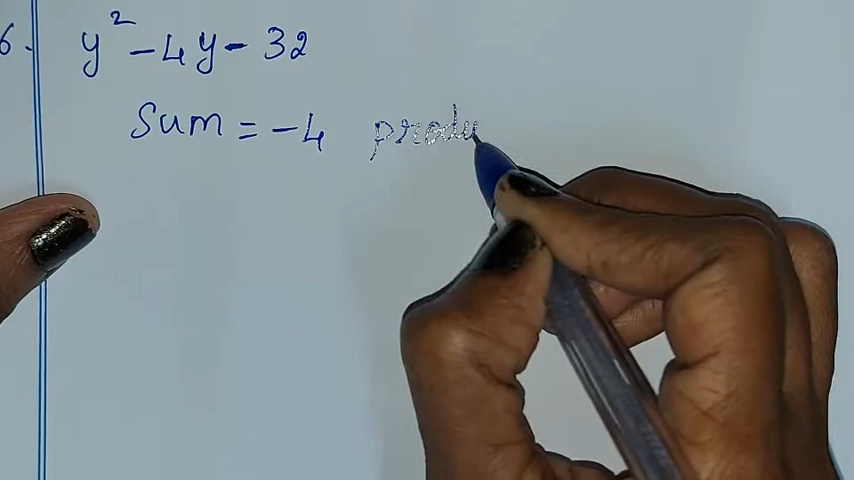 6. y² - 4y - 32
Sum = -4 produ